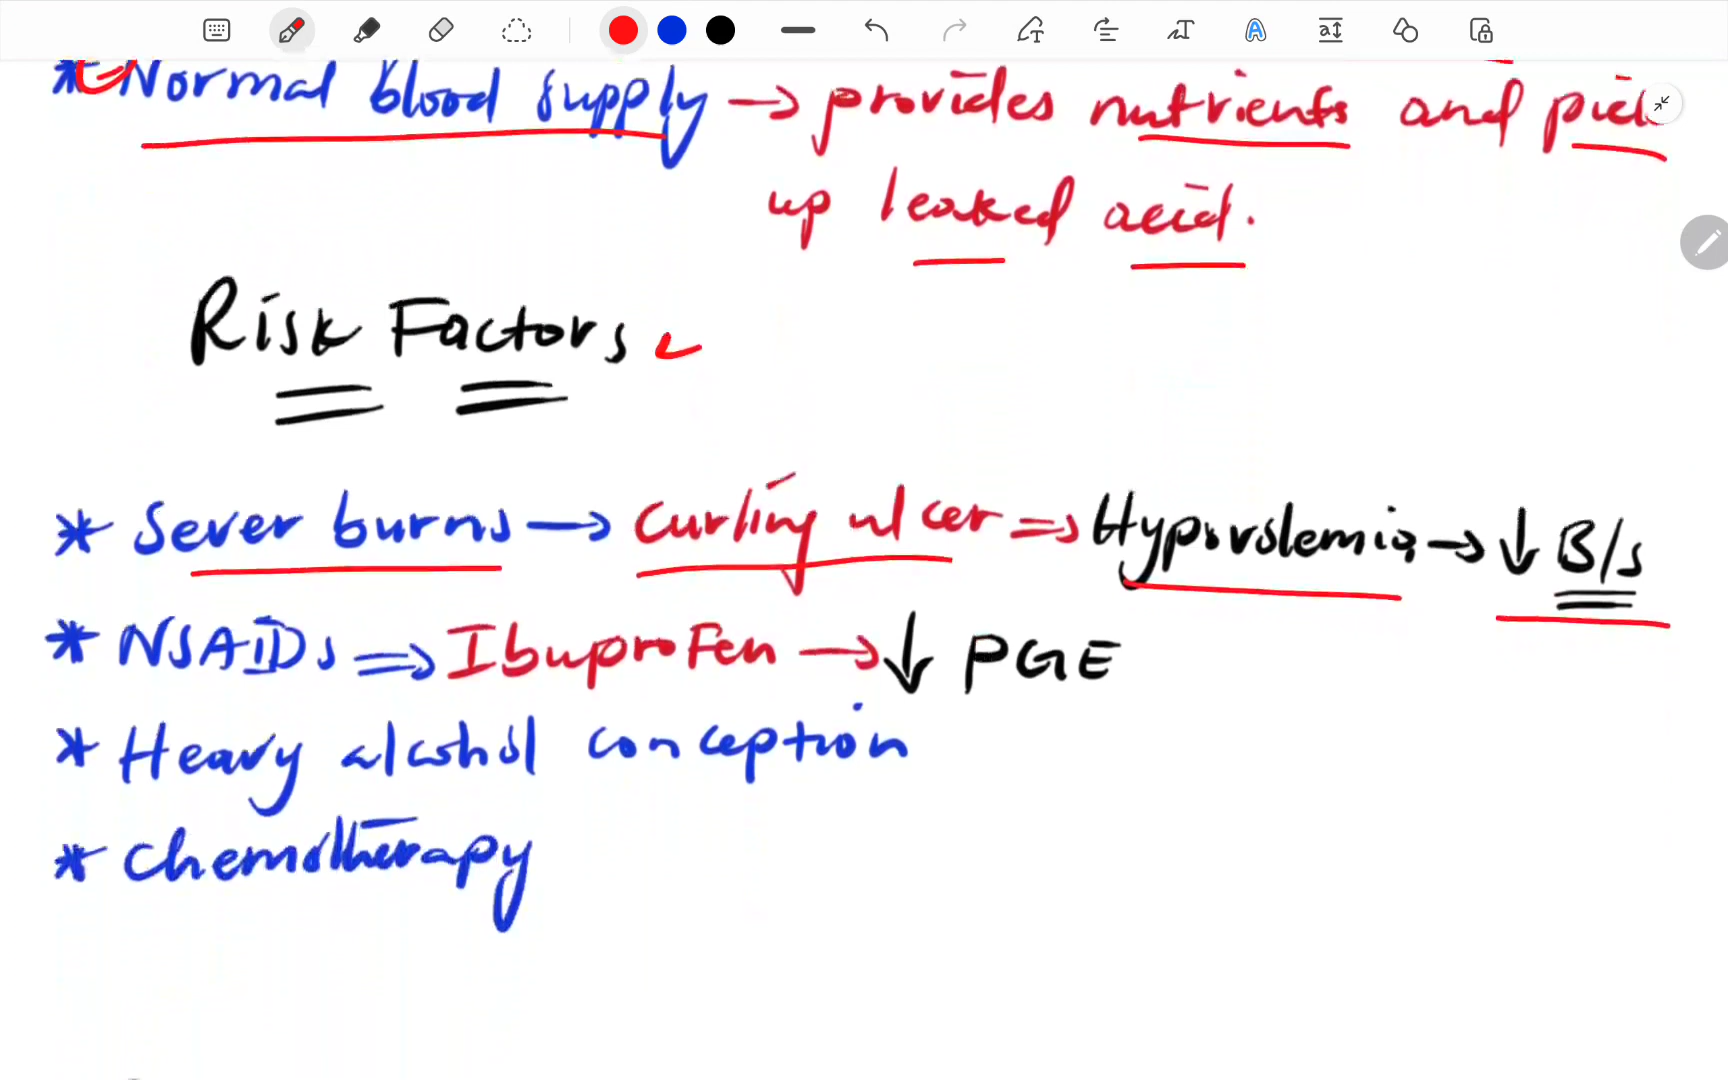 * Normal blood supply → provides nutrients and pick
up leaked acid.
Risk Factors
* Sever burns → Curling ulcer ⇒ Hypovolemia → ↓ B/s
* NSAIDs ⇒ Ibuprofen → ↓ PGE
* Heavy alcohol conception
* Chemotherapy